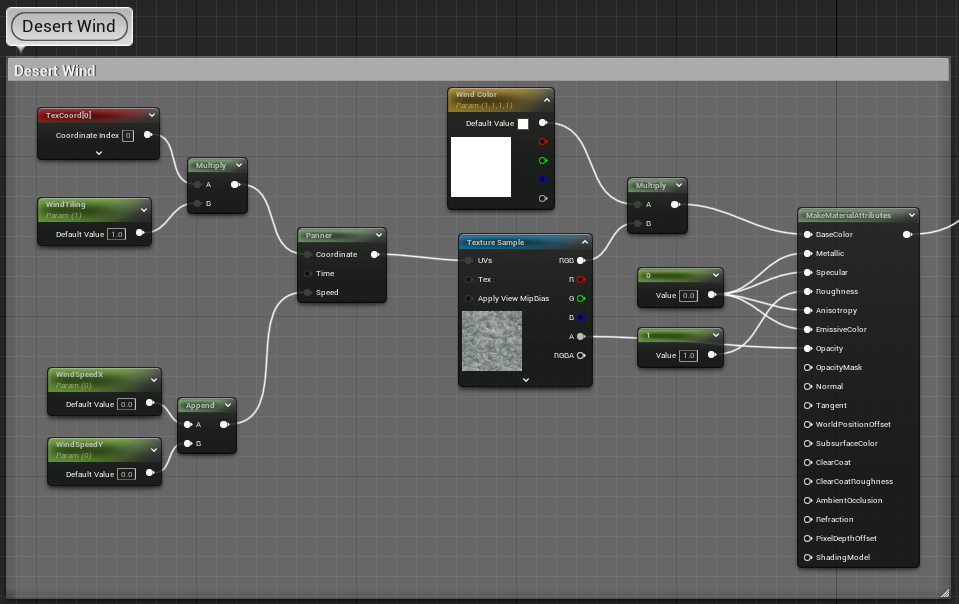 Desert Wind
Desert Wind
TexCoord[0]
Coordinate Index 0
WindTiling
Param (1)
Default Value 1.0
Multiply
A
B
WindSpeedX
Param (0)
Default Value 0.0
WindSpeedY
Param (0)
Default Value 0.0
Append
A
B
Panner
Coordinate
Time
Speed
Wind Color
Param (1,1,1,1)
Default Value
Texture Sample
UVs RGB
Tex R
Apply View MipBias G
B
A
RGBA
Multiply
A
B
0
Value 0.0
1
Value 1.0
MakeMaterialAttributes
BaseColor
Metallic
Specular
Roughness
Anisotropy
EmissiveColor
Opacity
OpacityMask
Normal
Tangent
WorldPositionOffset
SubsurfaceColor
ClearCoat
ClearCoatRoughness
AmbientOcclusion
Refraction
PixelDepthOffset
ShadingModel